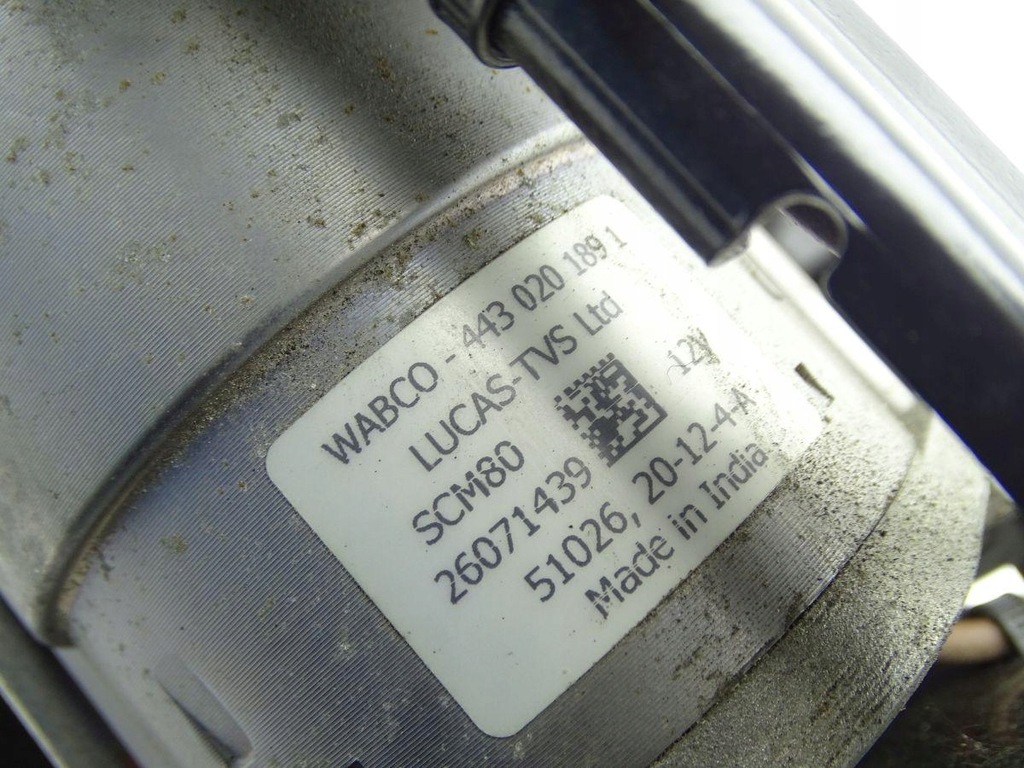 WABCO - 443 020 189 1
LUCAS-TVS Ltd
SCM80
12V
26071439
51026, 20-12-4-A
Made in India